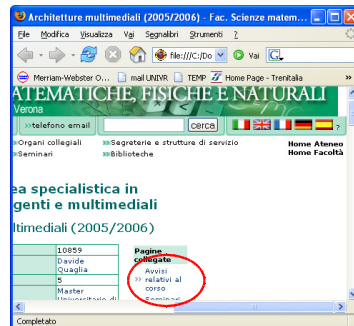 Architetture multimediali (2005/2006) - Fac. Scienze matem...
File Modifica Visualizza Vai Segnalibri Strumenti ?
file:///C:/Do Vai G
Merriam-Webster O... mail UNIVR TEMP Home Page - Trenitalia »
ATEMATICHE, FISICHE E NATURALI
Verona
»telefono email cerca ?
»Organi collegiali »Segreterie e strutture di servizio Home Ateneo
»Seminari »Biblioteche Home Facoltà
ea specialistica in
genti e multimediali
ltimediali (2005/2006)
10859 Pagine
Davide collegate
Quaglia Avvisi
5 » relativi al
Master corso
Universitario di Seminari
Completato